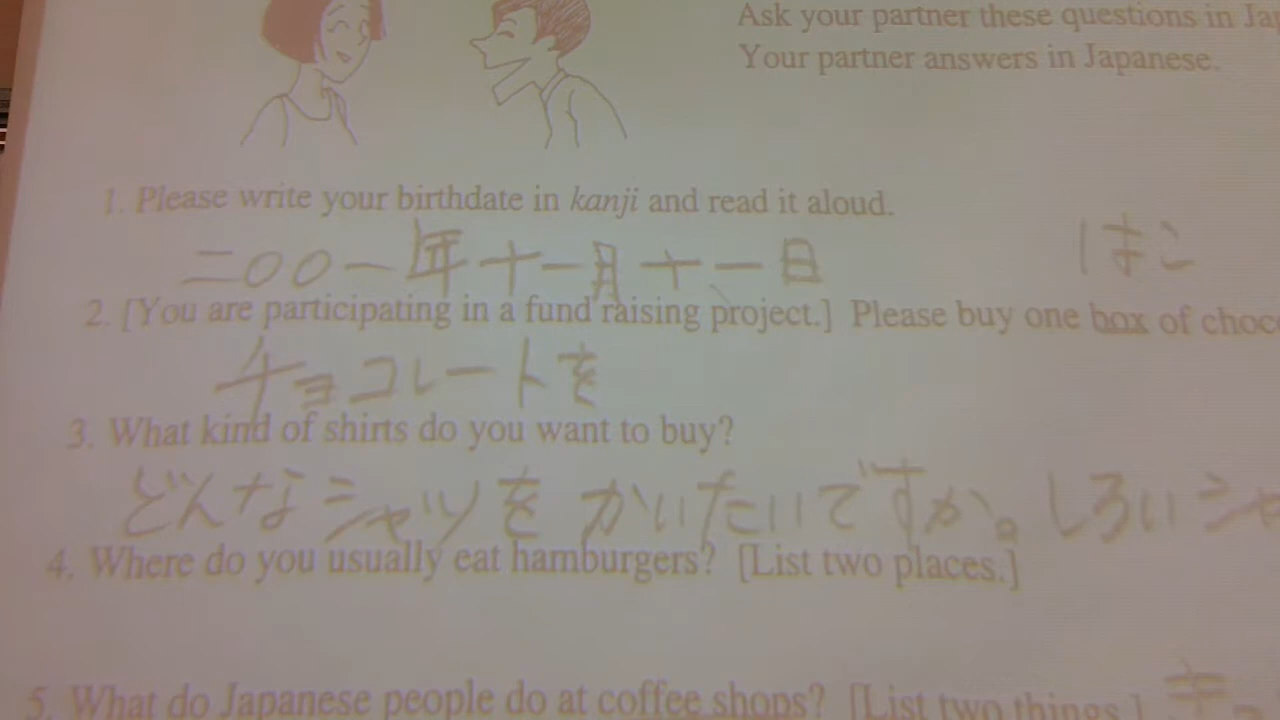 Ask your partner these questions in Ja
Your partner answers in Japanese.
1. Please write your birthdate in kanji and read it aloud.
二〇〇一年十一月十一日
はこ
2. [You are participating in a fund raising project.] Please buy one box of choc
チョコレートを
3. What kind of shirts do you want to buy?
どんなシャツを かいたいですか。しろいシャ
4. Where do you usually eat hamburgers? [List two places.]
5. What do Japanese people do at coffee shops? [List two things.]